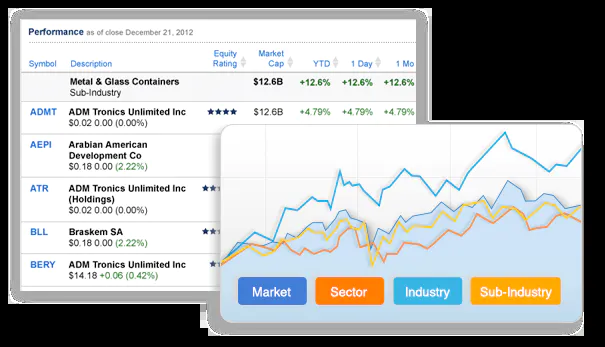 Performance as of close December 21, 2012
Equity Market
Symbol Description Rating Cap YTD 1 Day 1 Mo
Metal & Glass Containers $12.6B +12.6% +12.6% +12.6%
Sub-Industry
ADMT ADM Tronics Unlimited Inc ★★★★ $12.6B +4.79% +4.79% +4.79%
$0.02 0.00 (0.00%)
AEPI Arabian American
Development Co
$0.18 0.00 (2.22%)
ATR ADM Tronics Unlimited Inc
(Holdings)
$0.02 0.00 (0.00%)
BLL Braskem SA
$0.18 0.00 (2.22%)
BERY ADM Tronics Unlimited Inc
$14.18 +0.06 (0.42%)
Market Sector Industry Sub-Industry